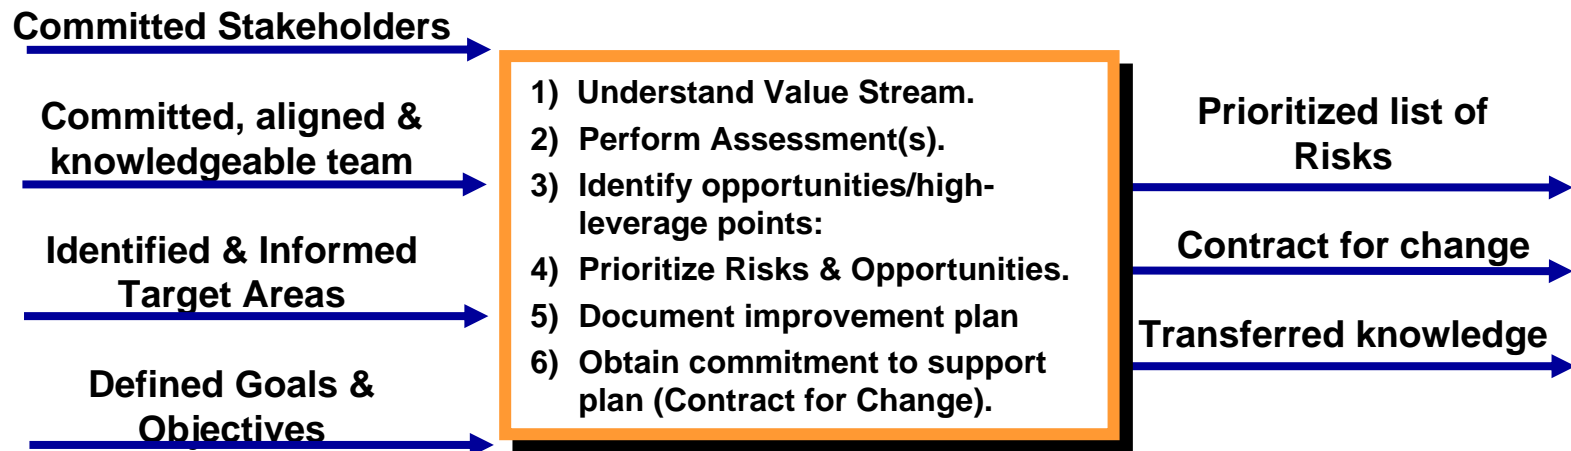 Committed Stakeholders
Committed, aligned &
knowledgeable team
Identified & Informed
Target Areas
Defined Goals &
Objectives
1) Understand Value Stream.
2) Perform Assessment(s).
3) Identify opportunities/high-
leverage points:
4) Prioritize Risks & Opportunities.
5) Document improvement plan
6) Obtain commitment to support
plan (Contract for Change).
Prioritized list of
Risks
Contract for change
Transferred knowledge